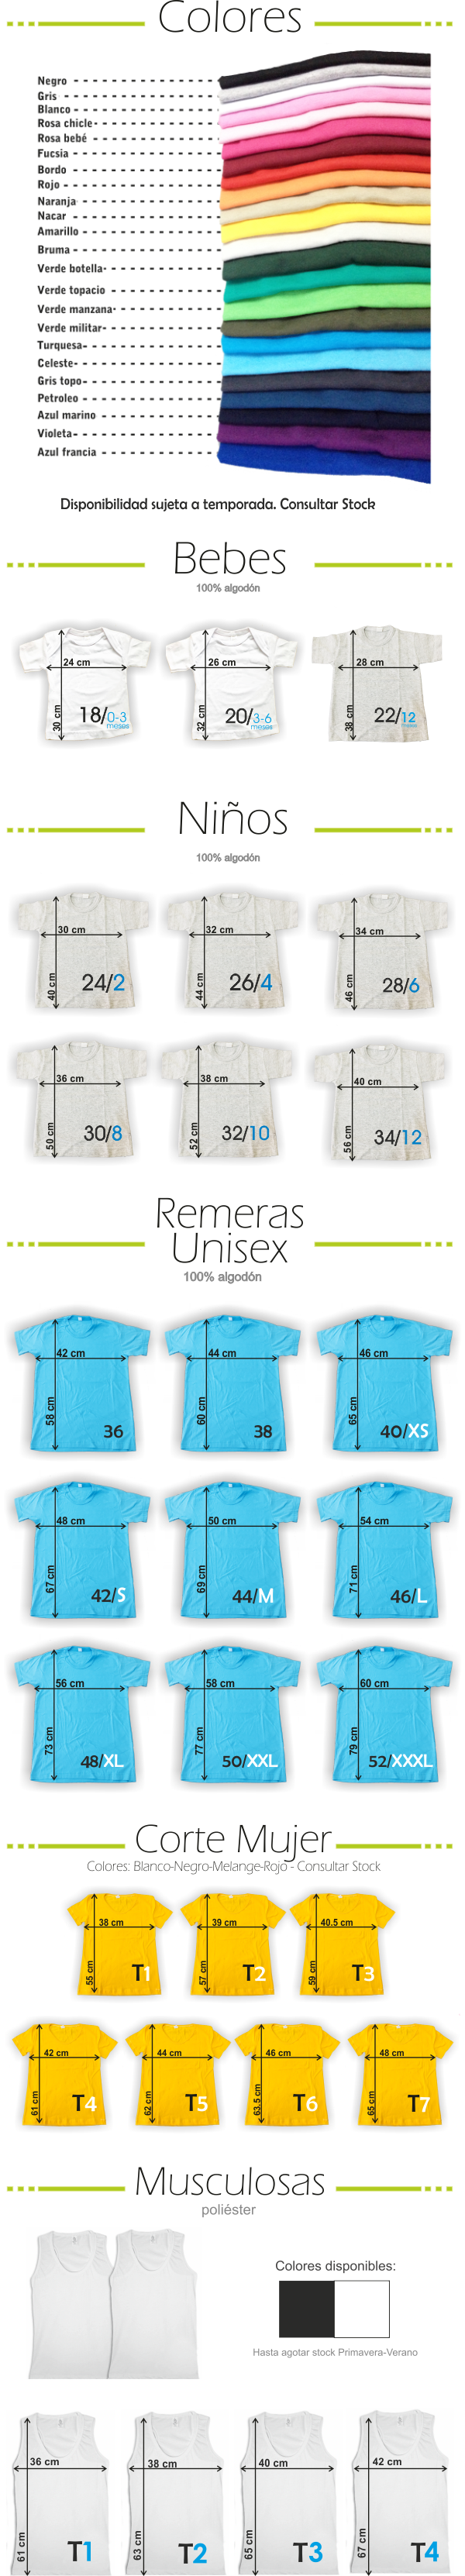 Colores
Negro
Gris
Blanco
Rosa chicle
Rosa bebé
Fucsia
Bordo
Rojo
Naranja
Nacar
Amarillo
Bruma
Verde botella
Verde topacio
Verde manzana
Verde militar
Turquesa
Celeste
Gris topo
Petroleo
Azul marino
Violeta
Azul francia
Disponibilidad sujeta a temporada. Consultar Stock
Bebes
100% algodón
24 cm
30 cm
18/0-3
meses
26 cm
32 cm
20/3-6
meses
28 cm
38 cm
22/12
meses
Niños
100% algodón
30 cm
40 cm
24/2
32 cm
44 cm
26/4
34 cm
46 cm
28/6
36 cm
50 cm
30/8
38 cm
52 cm
32/10
40 cm
56 cm
34/12
Remeras
Unisex
100% algodón
42 cm
58 cm
36
44 cm
60 cm
38
46 cm
65 cm
40/XS
48 cm
67 cm
42/S
50 cm
69 cm
44/M
54 cm
71 cm
46/L
56 cm
73 cm
48/XL
58 cm
77 cm
50/XXL
60 cm
79 cm
52/XXXL
Corte Mujer
Colores: Blanco-Negro-Melange-Rojo - Consultar Stock
38 cm
55 cm
T1
39 cm
57 cm
T2
40.5 cm
59 cm
T3
42 cm
61 cm
T4
44 cm
62 cm
T5
46 cm
63.5 cm
T6
48 cm
65 cm
T7
Musculosas
poliéster
Colores disponibles:
Hasta agotar stock Primavera-Verano
36 cm
61 cm
T1
38 cm
63 cm
T2
40 cm
65 cm
T3
42 cm
67 cm
T4